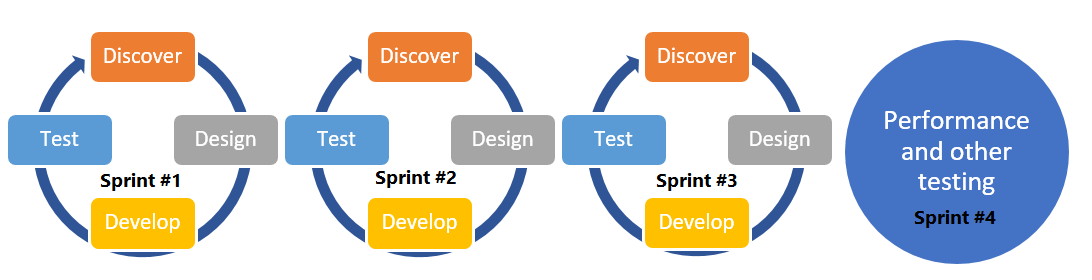 Discover
Test
Design
Sprint #1
Develop
Discover
Test
Design
Sprint #2
Develop
Discover
Test
Design
Sprint #3
Develop
Performance
and other
testing
Sprint #4